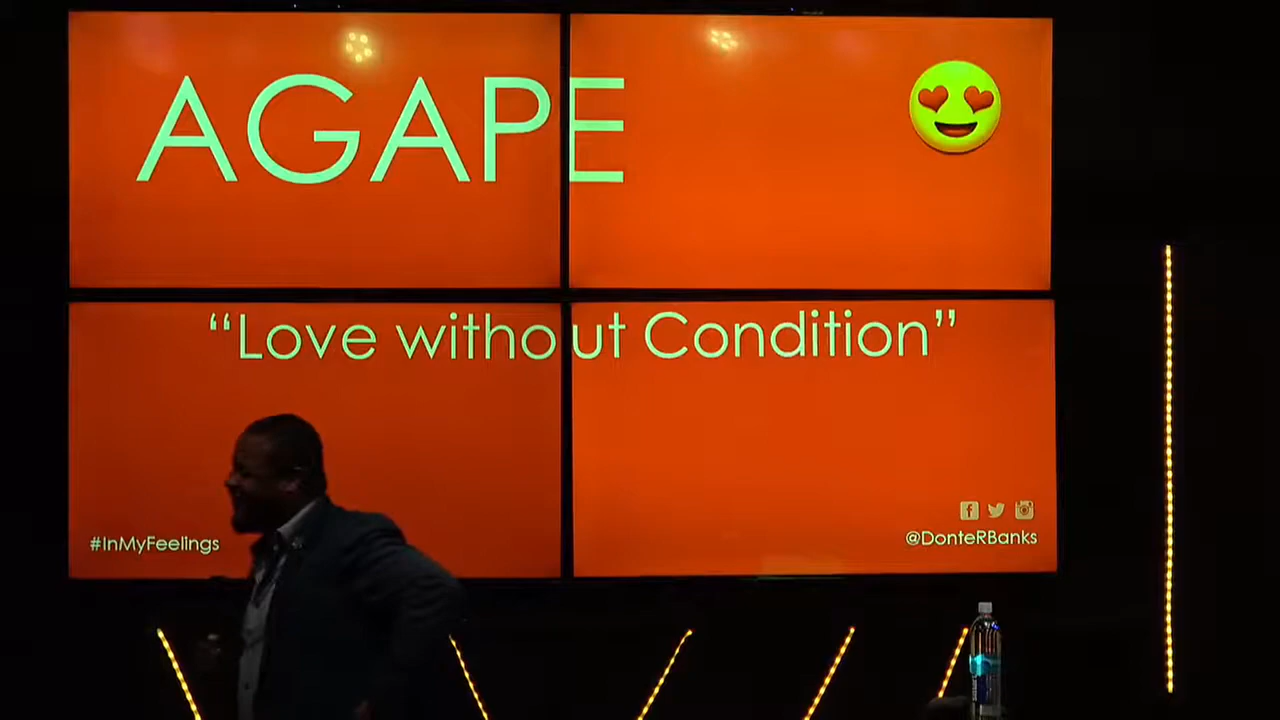 AGAPE
“Love without Condition”
#InMyFeelings
@DonteRBanks